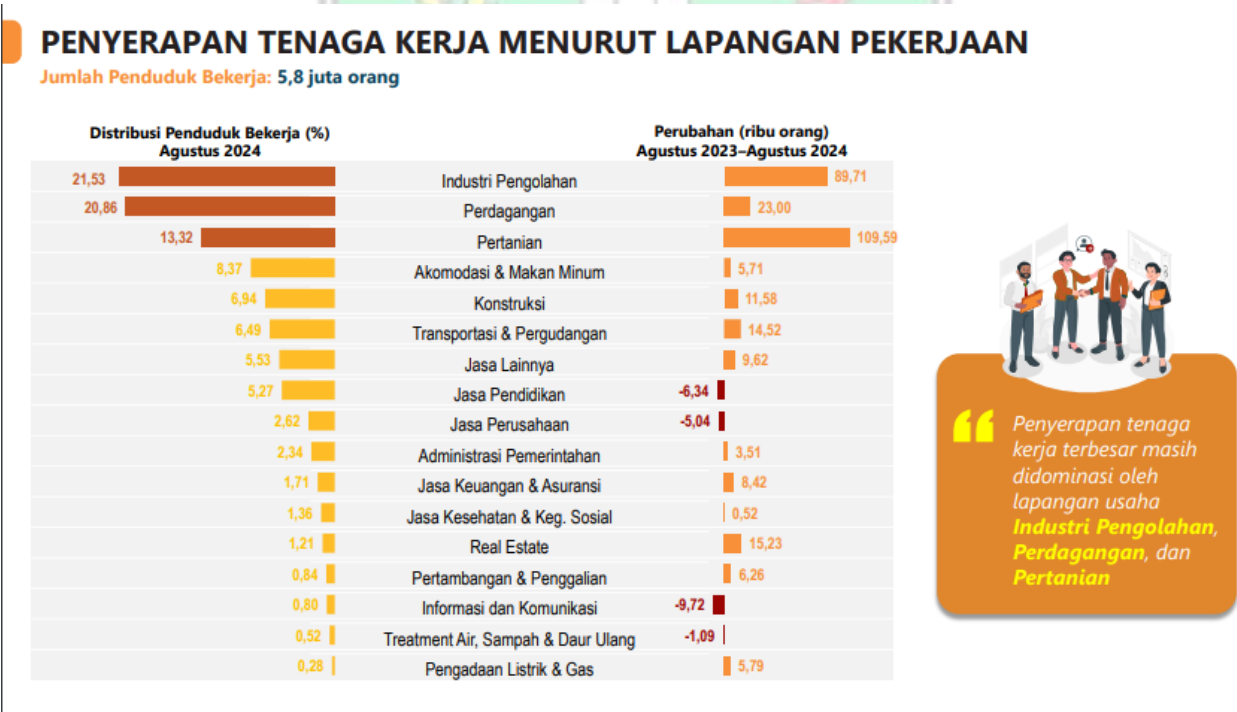 PENYERAPAN TENAGA KERJA MENURUT LAPANGAN PEKERJAAN
Jumlah Penduduk Bekerja: 5,8 juta orang
Distribusi Penduduk Bekerja (%)
Agustus 2024
Perubahan (ribu orang)
Agustus 2023–Agustus 2024
21,53 Industri Pengolahan 89,71
20,86 Perdagangan 23,00
13,32 Pertanian 109,59
8,37 Akomodasi & Makan Minum 5,71
6,94 Konstruksi 11,58
6,49 Transportasi & Pergudangan 14,52
5,53 Jasa Lainnya 9,62
5,27 Jasa Pendidikan -6,34
2,62 Jasa Perusahaan -5,04
2,34 Administrasi Pemerintahan 3,51
1,71 Jasa Keuangan & Asuransi 8,42
1,36 Jasa Kesehatan & Keg. Sosial 0,52
1,21 Real Estate 15,23
0,84 Pertambangan & Penggalian 6,26
0,80 Informasi dan Komunikasi -9,72
0,52 Treatment Air, Sampah & Daur Ulang -1,09
0,28 Pengadaan Listrik & Gas 5,79
Penyerapan tenaga
kerja terbesar masih
didominasi oleh
lapangan usaha
Industri Pengolahan,
Perdagangan, dan
Pertanian